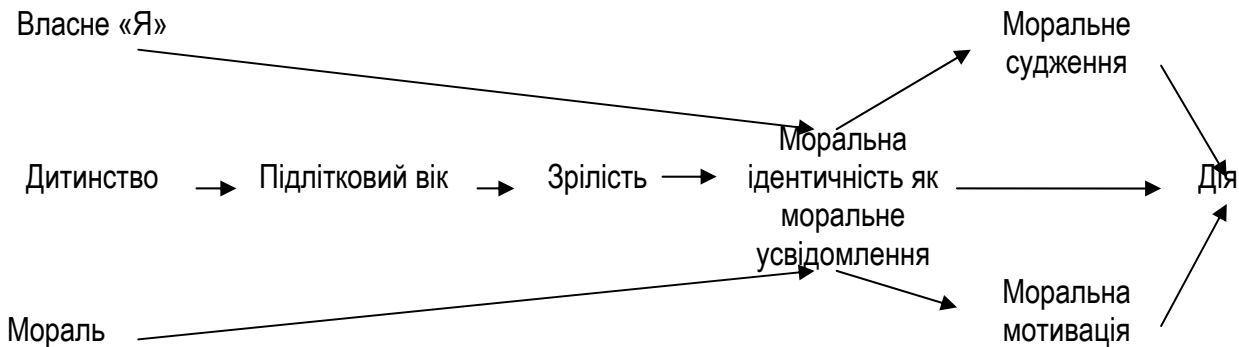 Власне «Я»
Моральне
судження
Дитинство
Підлітковий вік
Зрілість
Моральна
ідентичність як
моральне
усвідомлення
Дія
Мораль
Моральна
мотивація